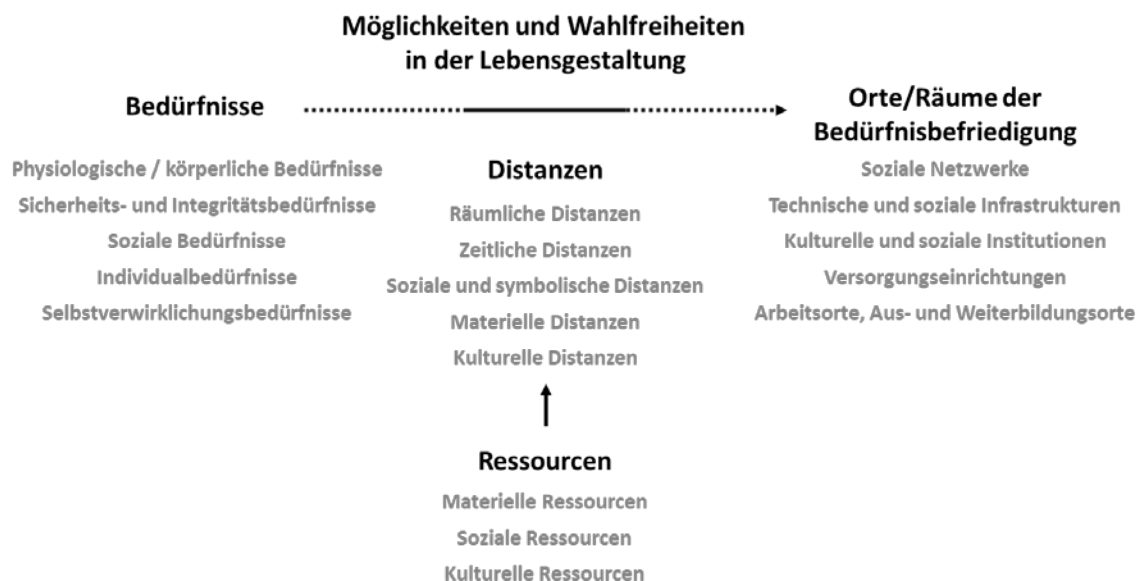 Möglichkeiten und Wahlfreiheiten
in der Lebensgestaltung
Bedürfnisse
Physiologische / körperliche Bedürfnisse
Sicherheits- und Integritätsbedürfnisse
Soziale Bedürfnisse
Individualbedürfnisse
Selbstverwirklichungsbedürfnisse
Distanzen
Räumliche Distanzen
Zeitliche Distanzen
Soziale und symbolische Distanzen
Materielle Distanzen
Kulturelle Distanzen
Orte/Räume der
Bedürfnisbefriedigung
Soziale Netzwerke
Technische und soziale Infrastrukturen
Kulturelle und soziale Institutionen
Versorgungseinrichtungen
Arbeitsorte, Aus- und Weiterbildungsorte
Ressourcen
Materielle Ressourcen
Soziale Ressourcen
Kulturelle Ressourcen